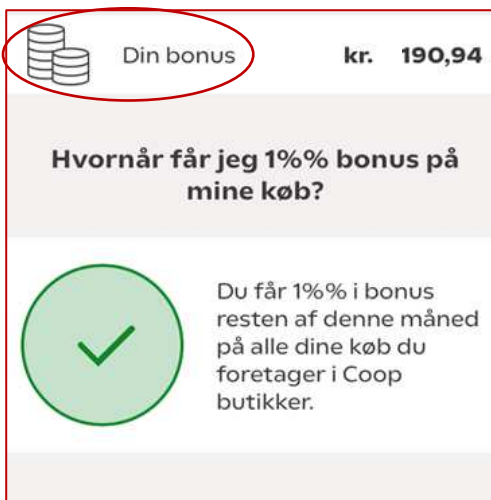 Din bonus kr. 190,94
Hvornår får jeg 1%% bonus på
mine køb?
Du får 1%% i bonus
resten af denne måned
på alle dine køb du
foretager i Coop
butikker.